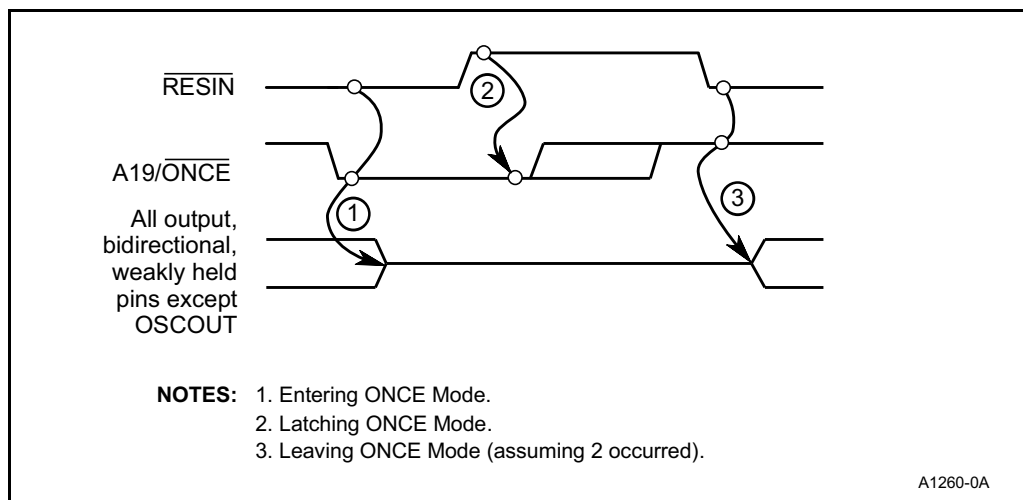 RESIN
2
A19/ONCE
1
3
All output,
bidirectional,
weakly held
pins except
OSCOUT
NOTES: 1. Entering ONCE Mode.
2. Latching ONCE Mode.
3. Leaving ONCE Mode (assuming 2 occurred).
A1260-0A